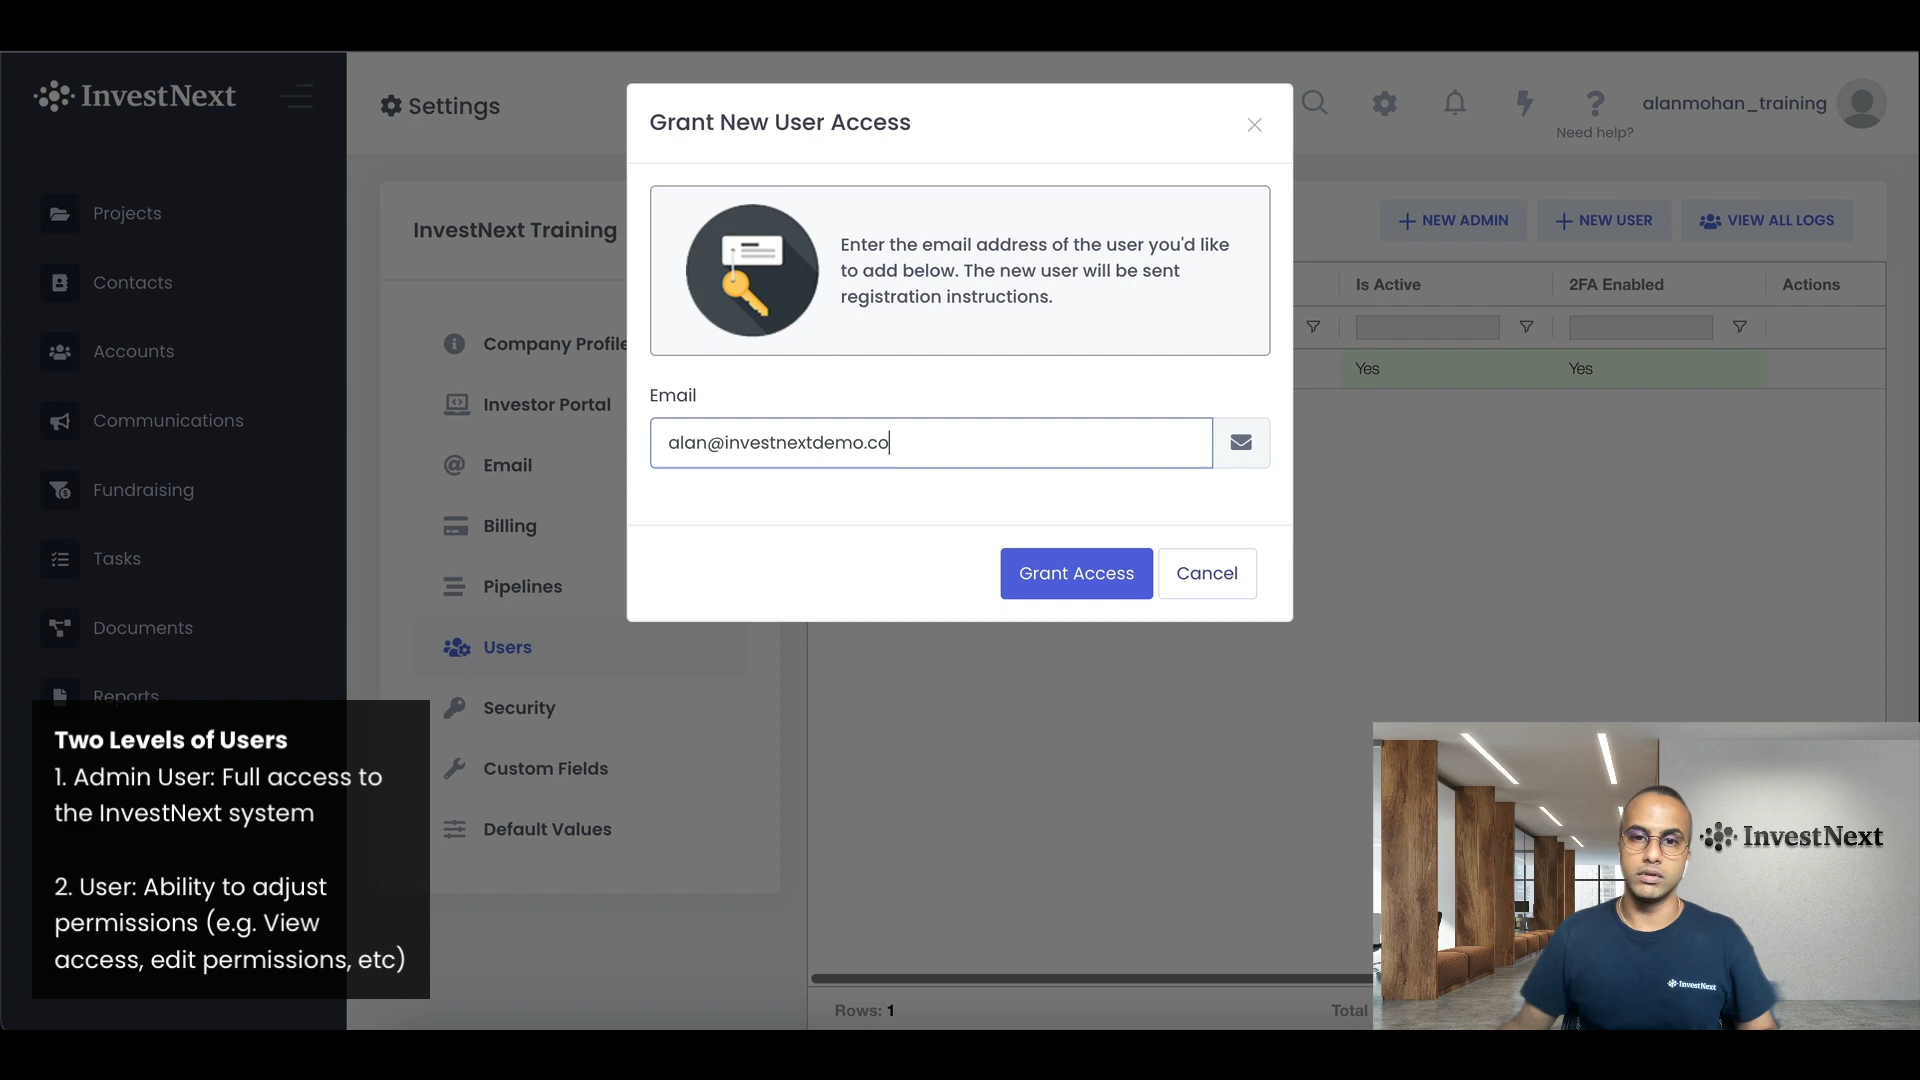 InvestNext
Settings
alanmohan_training
Need help?
Projects
Contacts
Accounts
Communications
Fundraising
Tasks
Documents
Reports
InvestNext Training
Company Profile
Investor Portal
Email
Billing
Pipelines
Users
Security
Custom Fields
Default Values
NEW ADMIN
NEW USER
VIEW ALL LOGS
Is Active
2FA Enabled
Actions
Yes
Yes
Rows: 1
Total
Grant New User Access
Enter the email address of the user you'd like
to add below. The new user will be sent
registration instructions.
Email
alan@investnextdemo.co
Grant Access
Cancel
Two Levels of Users
1. Admin User: Full access to
the InvestNext system
2. User: Ability to adjust
permissions (e.g. View
access, edit permissions, etc)
InvestNext
InvestNext